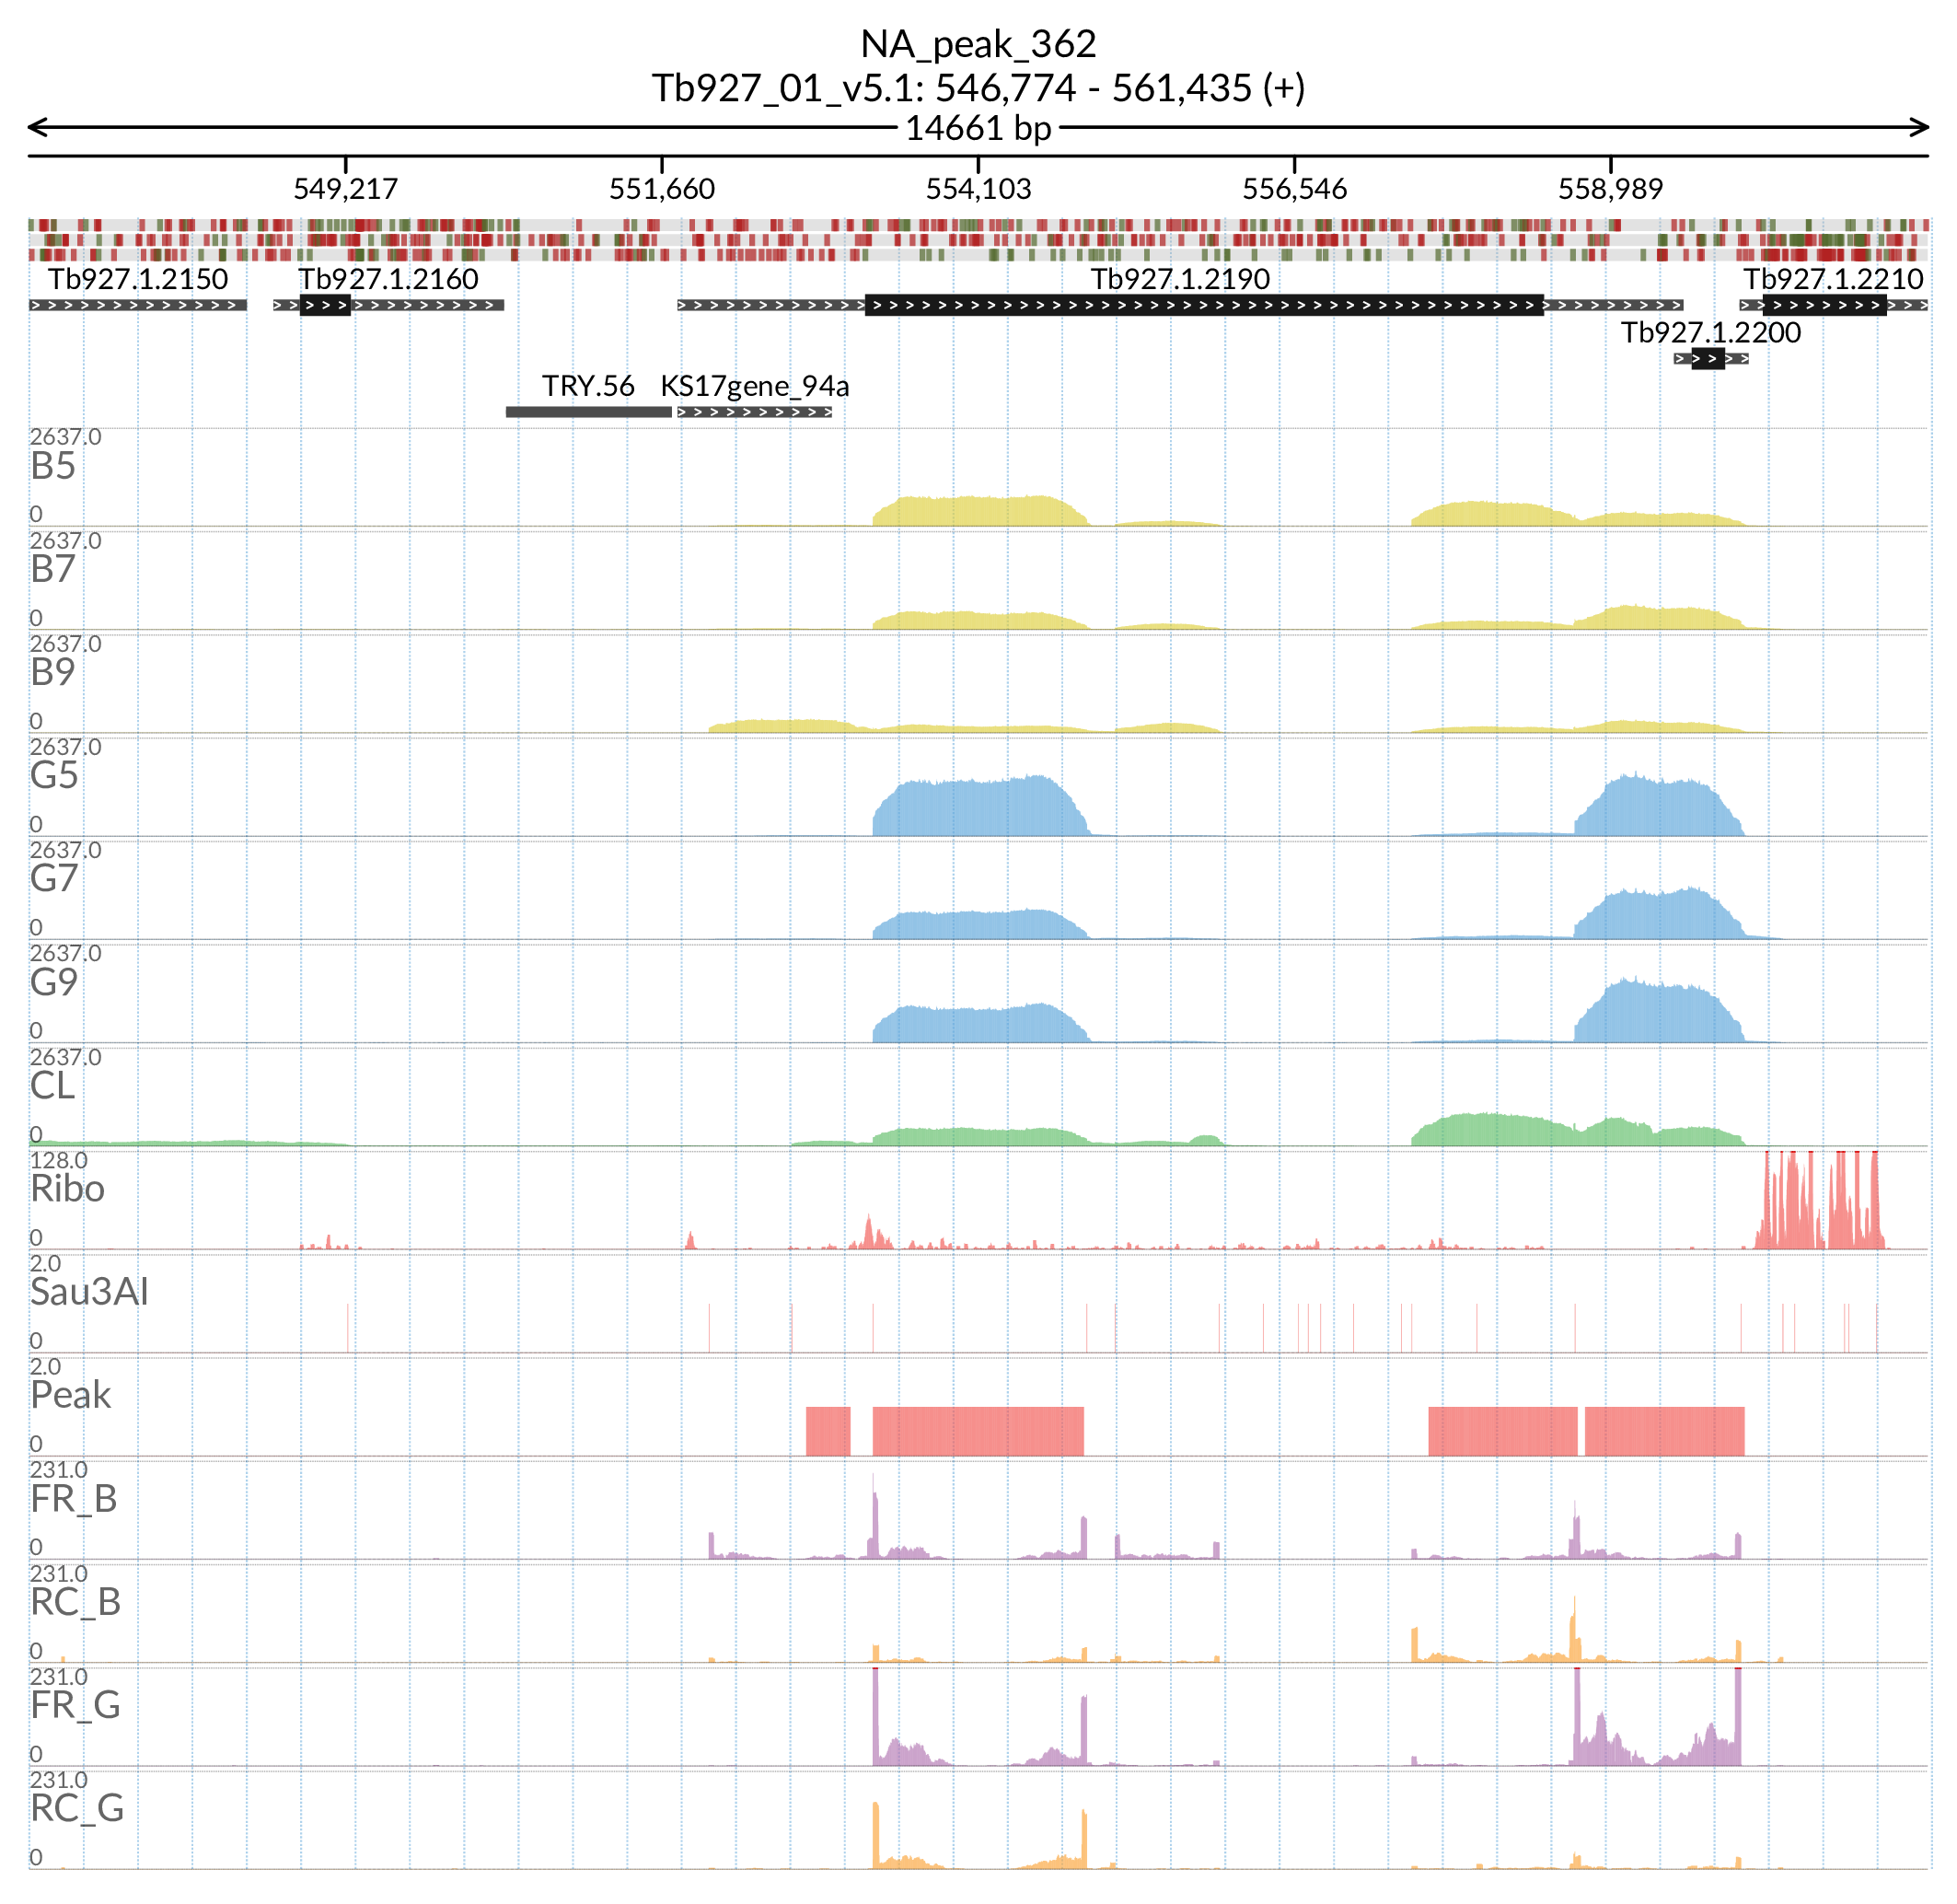 NA_peak_362
Tb927_01_v5.1: 546,774 - 561,435 (+)
14661 bp
549,217 551,660 554,103 556,546 558,989
Tb927.1.2150 Tb927.1.2160 Tb927.1.2190 Tb927.1.2210
Tb927.1.2200
TRY.56 KS17gene_94a
2637.0
B5
0
2637.0
B7
0
2637.0
B9
0
2637.0
G5
0
2637.0
G7
0
2637.0
G9
0
2637.0
CL
0
128.0
Ribo
0
2.0
Sau3AI
0
2.0
Peak
0
231.0
FR_B
0
231.0
RC_B
0
231.0
FR_G
0
231.0
RC_G
0